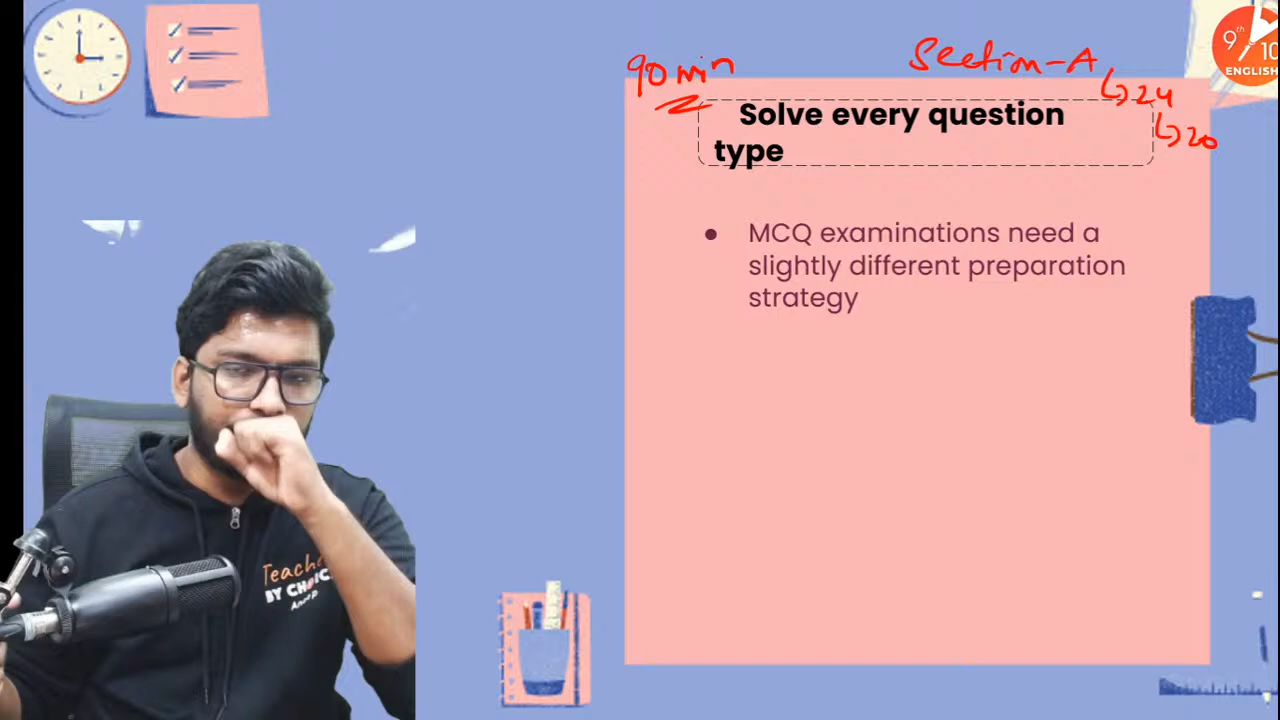 90 min
Section-A
↳24
↳20
9th 10
ENGLISH
Solve every question
type
● MCQ examinations need a
slightly different preparation
strategy
Teache
BY CHOIC